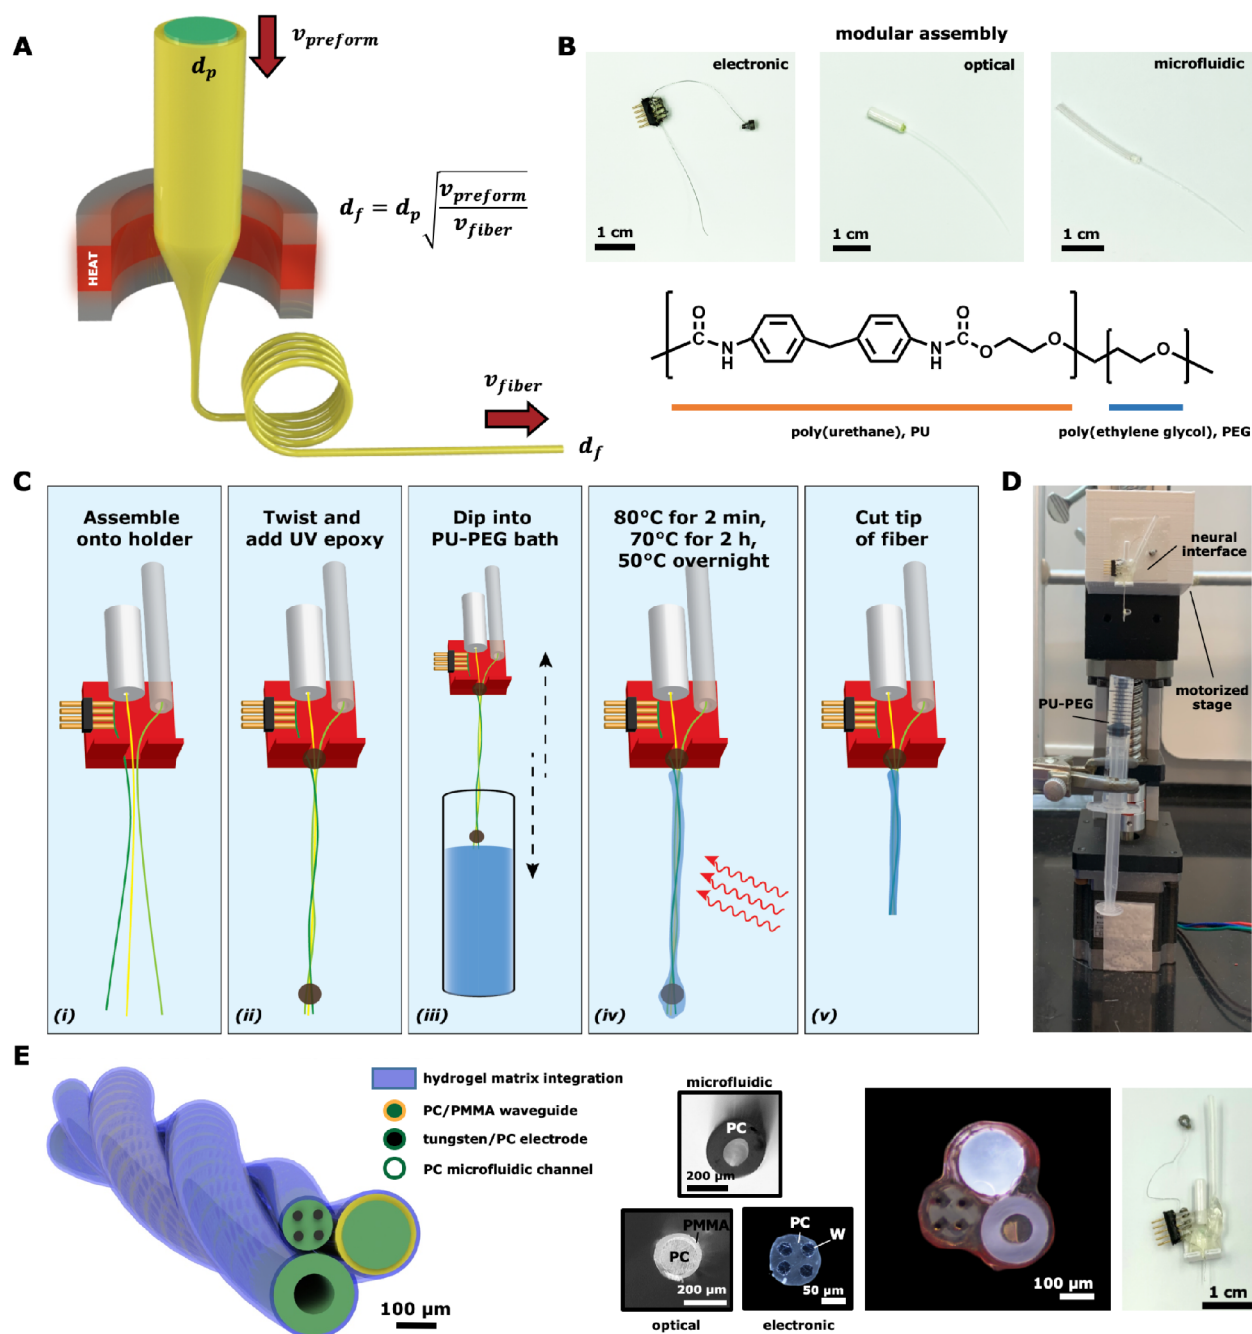 A
v_preform
d_p
HEAT
d_f = d_p √(v_preform / v_fiber)
v_fiber
d_f
B
modular assembly
electronic
1 cm
optical
1 cm
microfluidic
1 cm
O
C
N
H
N
H
O
C
O
O
O
poly(urethane), PU
poly(ethylene glycol), PEG
C
Assemble
onto holder
(i)
Twist and
add UV epoxy
(ii)
Dip into
PU-PEG bath
(iii)
80°C for 2 min,
70°C for 2 h,
50°C overnight
(iv)
Cut tip
of fiber
(v)
D
neural
interface
motorized
stage
PU-PEG
E
100 µm
hydrogel matrix integration
PC/PMMA waveguide
tungsten/PC electrode
PC microfluidic channel
microfluidic
PC
200 µm
PMMA
PC
200 µm
optical
PC
W
50 µm
electronic
100 µm
1 cm